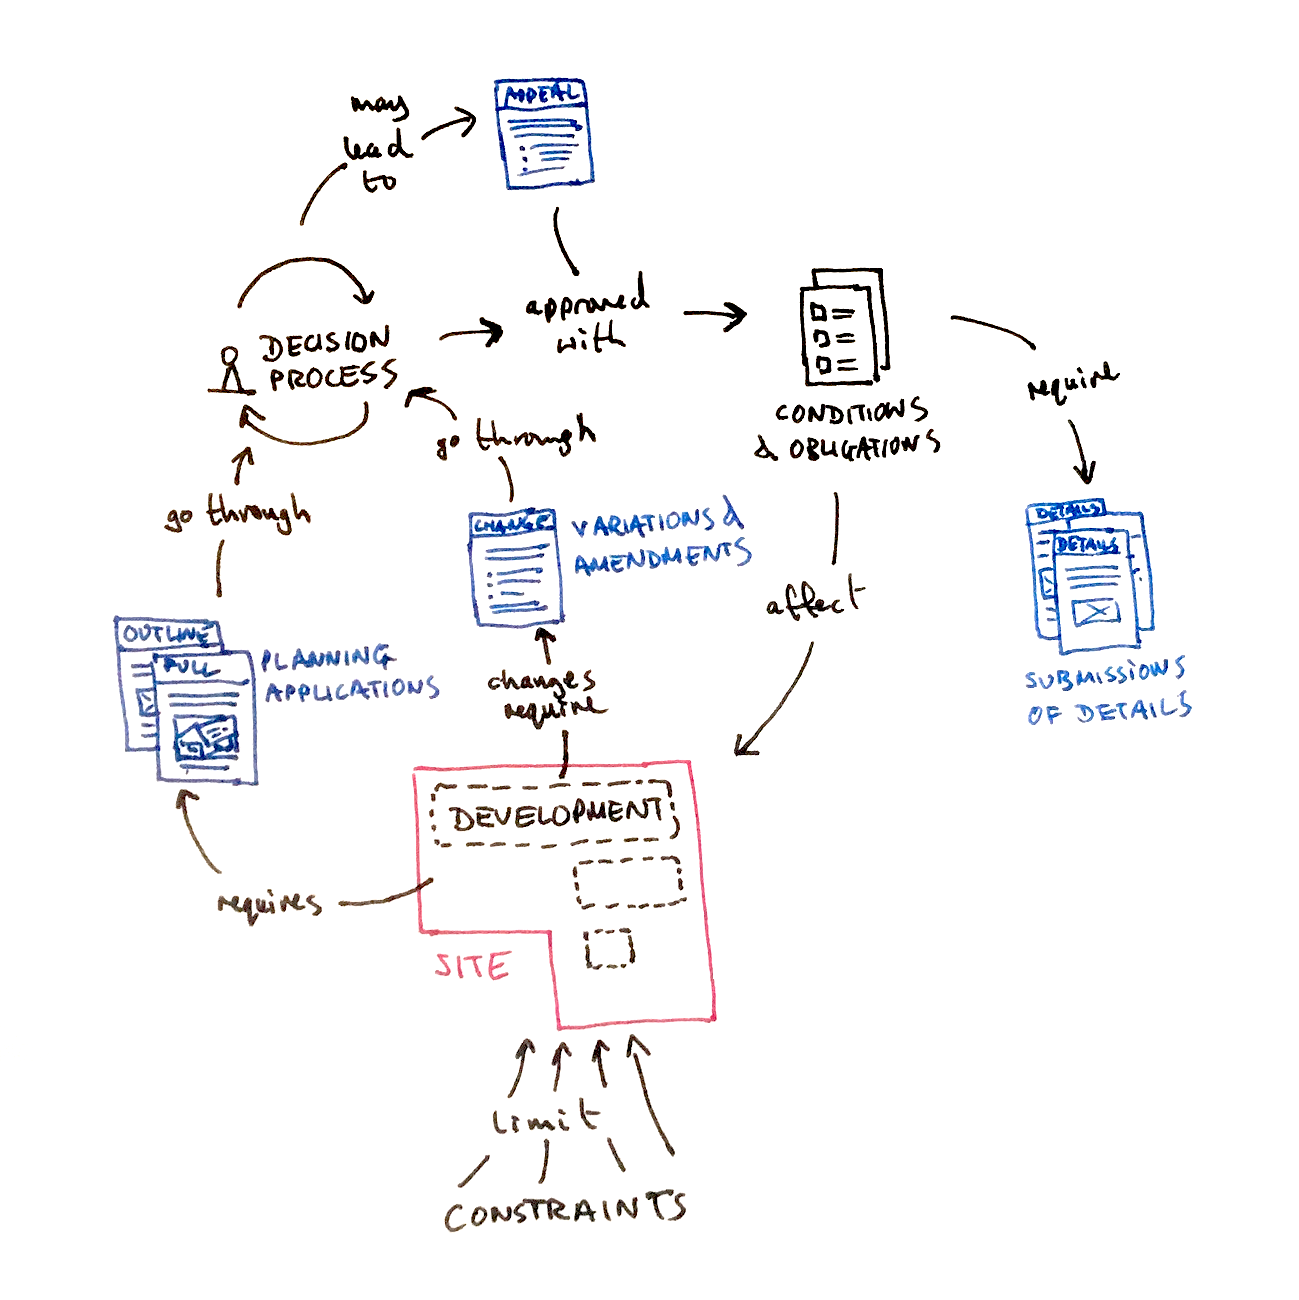 may
lead
to
APPEAL
approved
with
DECISION
PROCESS
CONDITIONS
& OBLIGATIONS
require
go through
go through
CHANGE
VARIATIONS &
AMENDMENTS
DETAILS
DETAILS
SUBMISSIONS
OF DETAILS
affect
OUTLINE
FULL
PLANNING
APPLICATIONS
changes
require
DEVELOPMENT
requires
SITE
limit
CONSTRAINTS